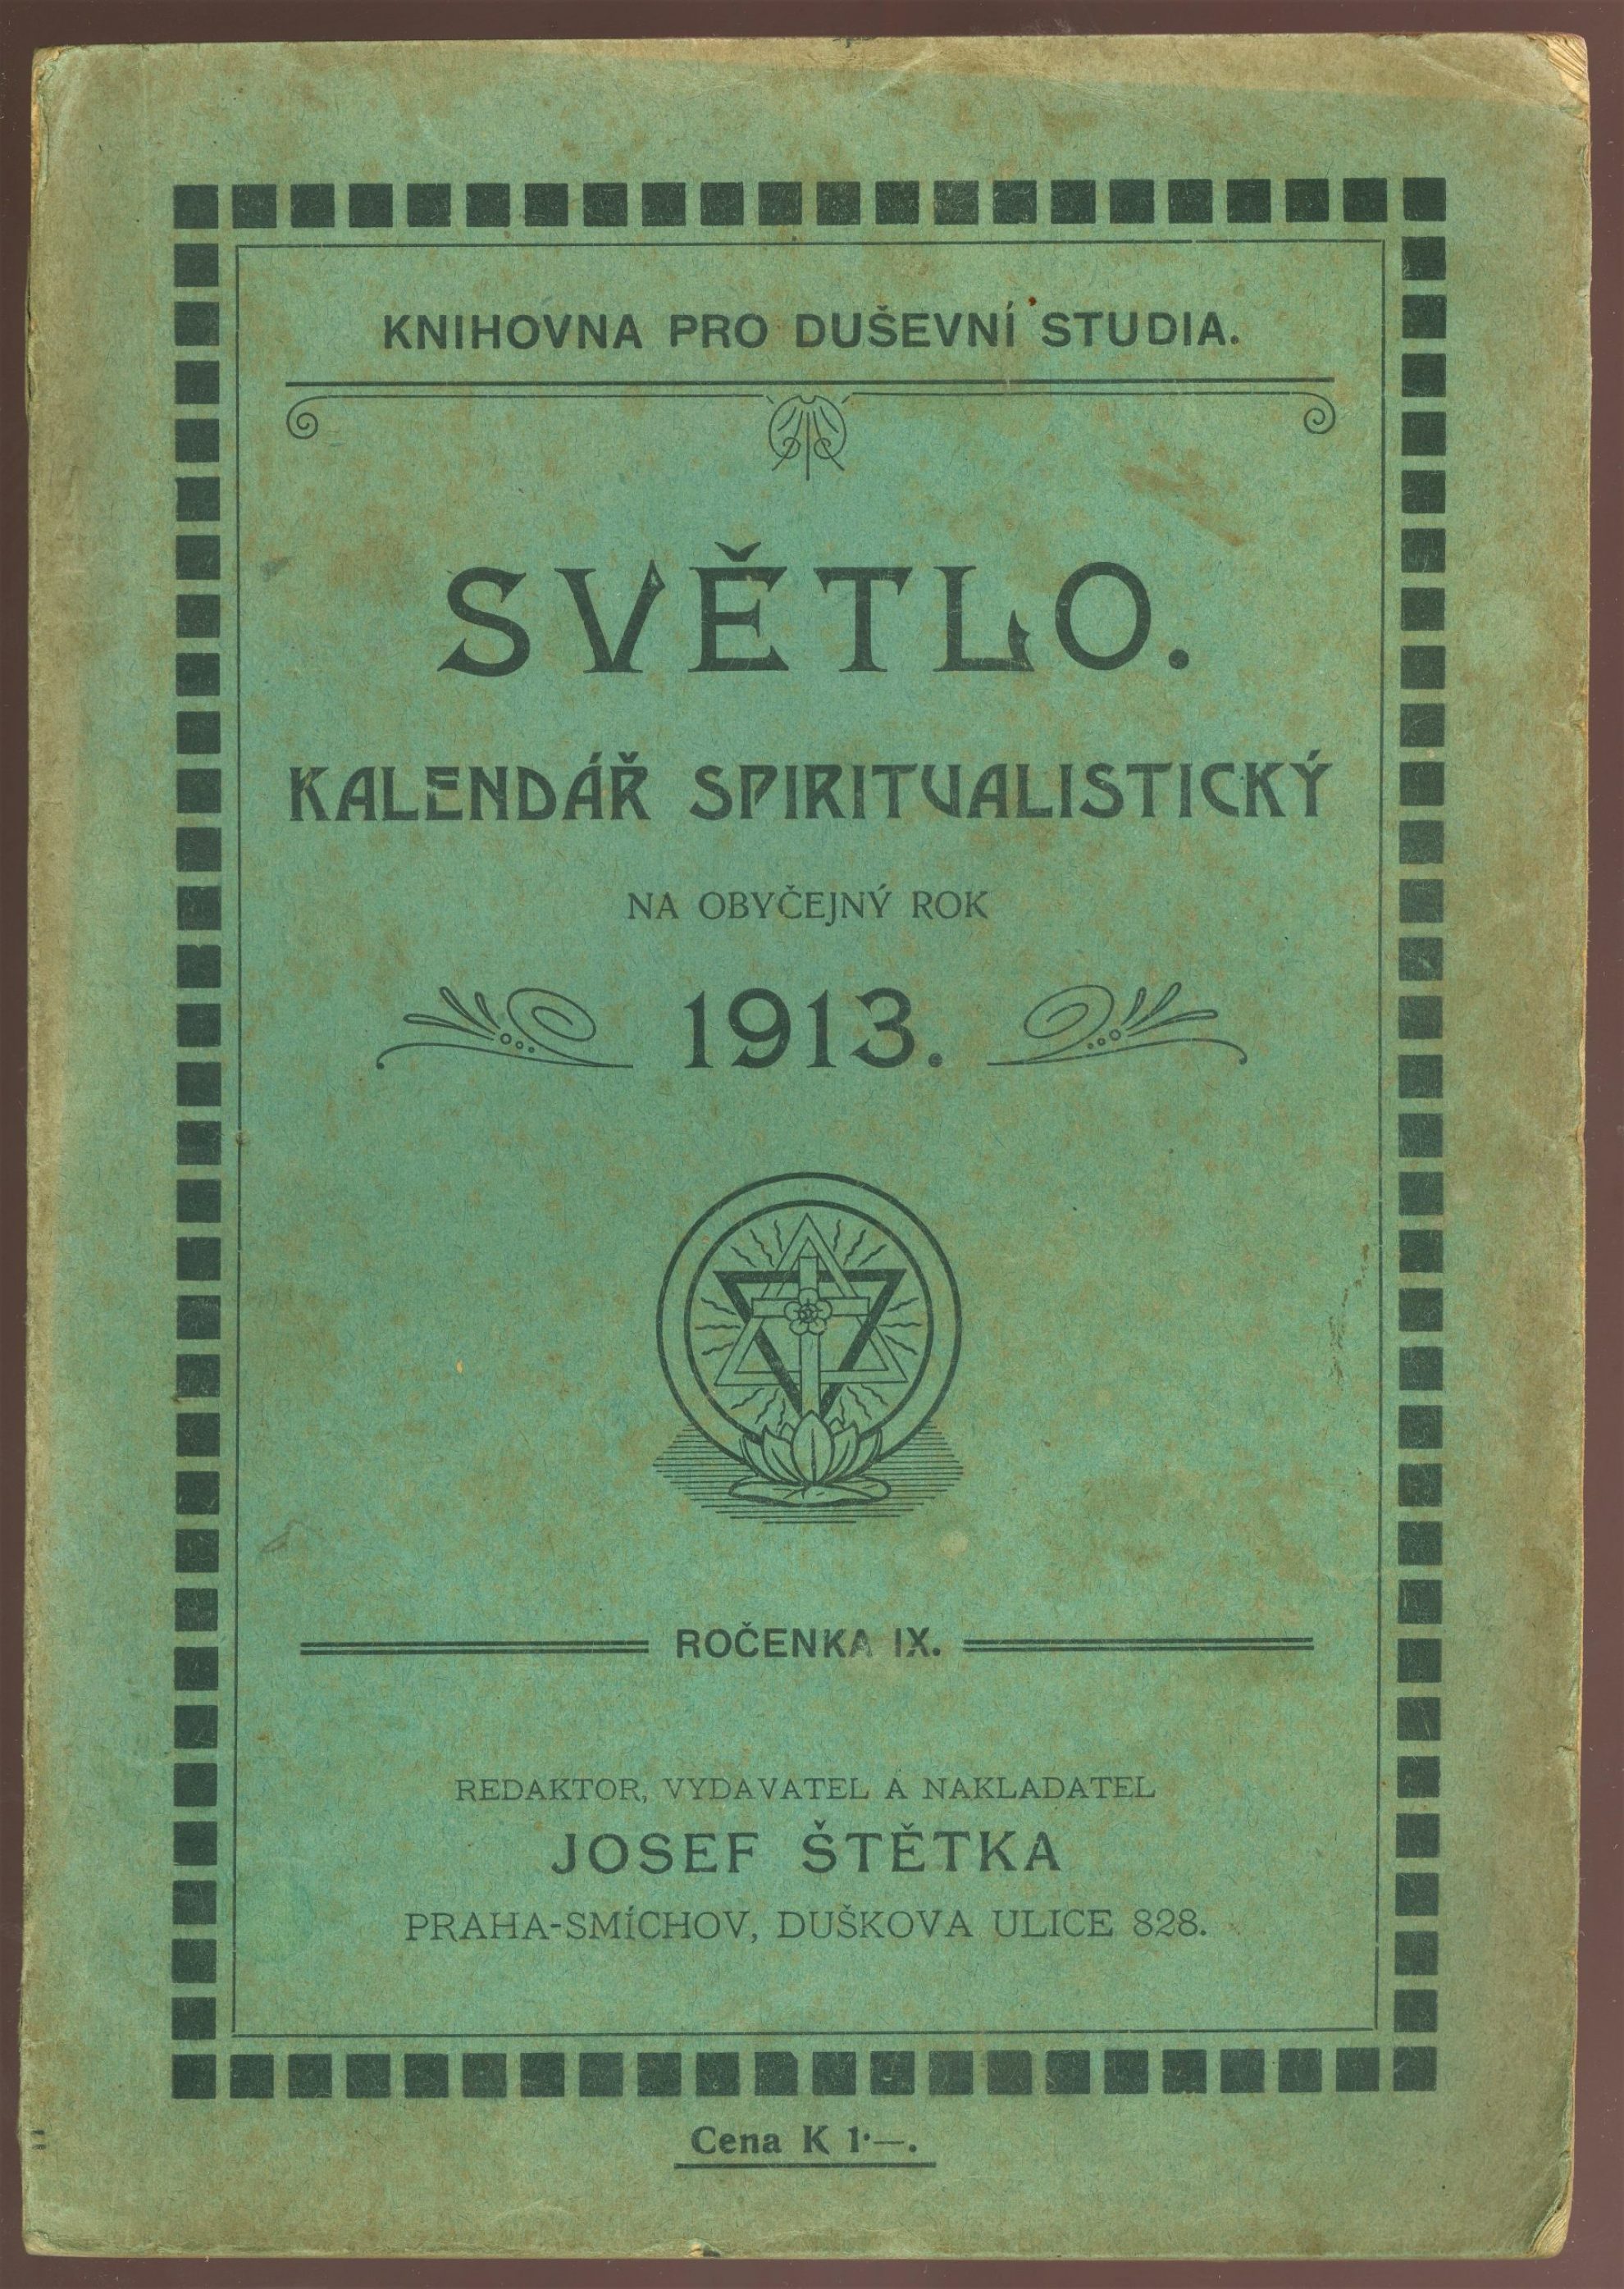 KNIHOVNA PRO DUŠEVNÍ STUDIA.
SVĚTLO.
KALENDÁŘ SPIRITUALISTICKÝ
NA OBYČEJNÝ ROK
1913.
ROČENKA IX.
REDAKTOR, VYDAVATEL A NAKLADATEL
JOSEF ŠTĚTKA
PRAHA-SMÍCHOV, DUŠKOVA ULICE 828.
Cena K 1·—.